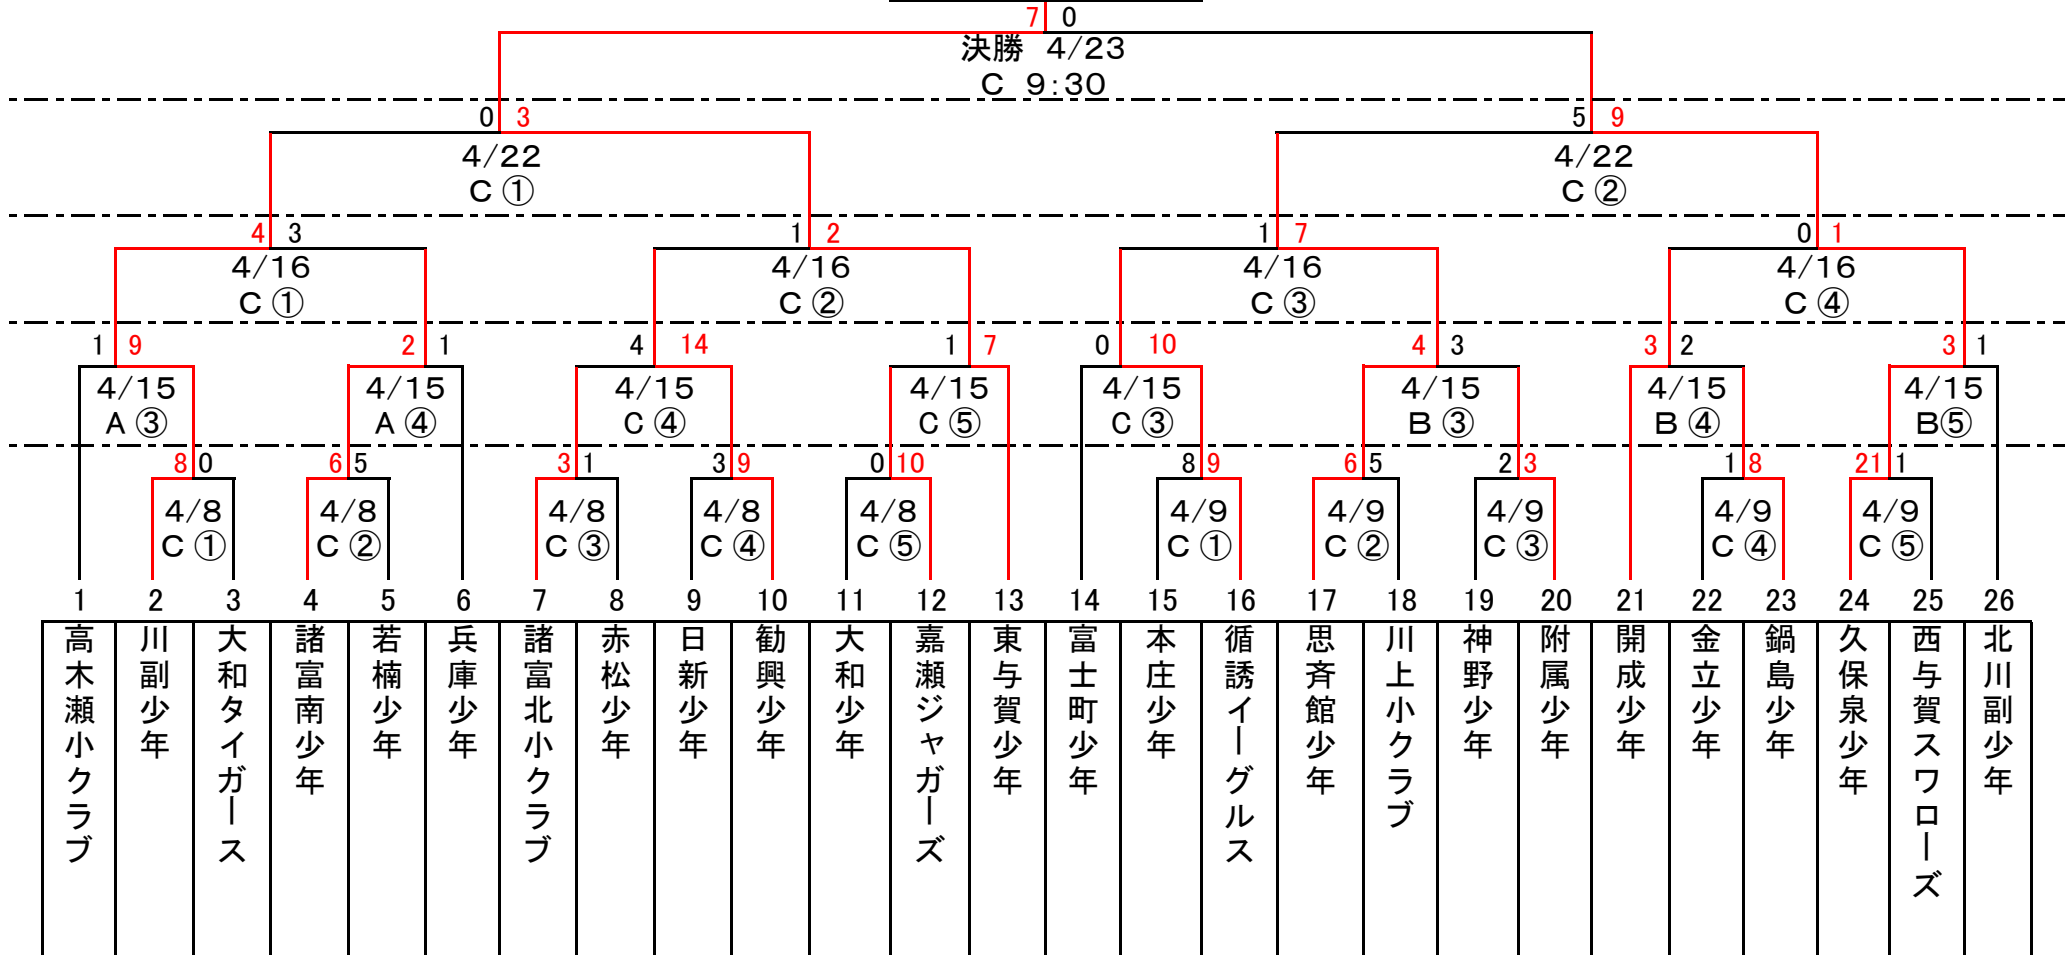 7 0
決勝 4/23
C 9:30
0 3 5 9
4/22 4/22
C ① C ②
4 3 1 2 1 7 0 1
4/16 4/16 4/16 4/16
C ① C ② C ③ C ④
1 9 2 1 4 14 1 7 0 10 4 3 3 2 3 1
4/15 4/15 4/15 4/15 4/15 4/15 4/15 4/15
A ③ A ④ C ④ C ⑤ C ③ B ③ B ④ B⑤
8 0 6 5 3 1 3 9 0 10 8 9 6 5 2 3 1 8 21 1
4/8 4/8 4/8 4/8 4/8 4/9 4/9 4/9 4/9 4/9
C ① C ② C ③ C ④ C ⑤ C ① C ② C ③ C ④ C ⑤
1 2 3 4 5 6 7 8 9 10 11 12 13 14 15 16 17 18 19 20 21 22 23 24 25 26
高木瀬小クラブ
川副少年
大和タイガース
諸富南少年
若楠少年
兵庫少年
諸富北小クラブ
赤松少年
日新少年
勧興少年
大和少年
嘉瀬ジャガーズ
東与賀少年
富士町少年
本庄少年
循誘イーグルス
思斉館少年
川上小クラブ
神野少年
附属少年
開成少年
金立少年
鍋島少年
久保泉少年
西与賀スワローズ
北川副少年